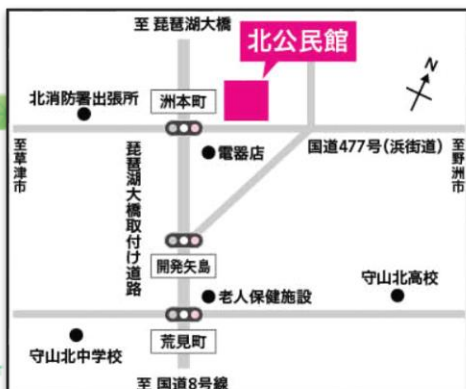 至 琵琶湖大橋
北公民館
N
北消防署出張所
洲本町
至草津市
琵琶湖大橋取付け道路
電器店
国道477号(浜街道)
至野洲市
開発矢島
老人保健施設
守山北高校
荒見町
守山北中学校
至 国道8号線